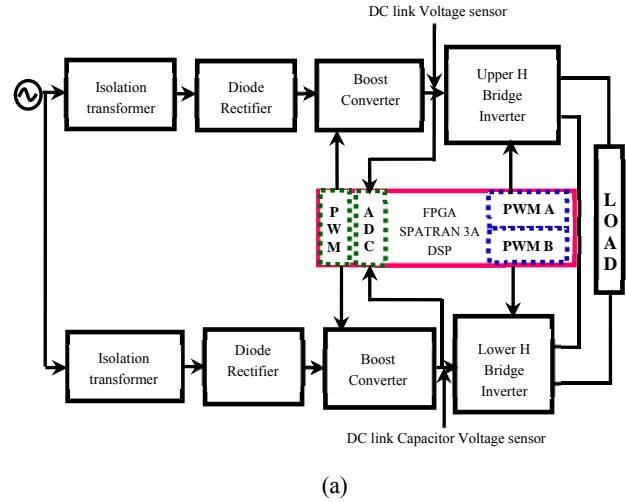 DC link Voltage sensor
Isolation
transformer
Diode
Rectifier
Boost
Converter
Upper H
Bridge
Inverter
P
W
M
A
D
C
FPGA
SPATRAN 3A
DSP
PWM A
PWM B
L
O
A
D
Isolation
transformer
Diode
Rectifier
Boost
Converter
Lower H
Bridge
Inverter
DC link Capacitor Voltage sensor
(a)